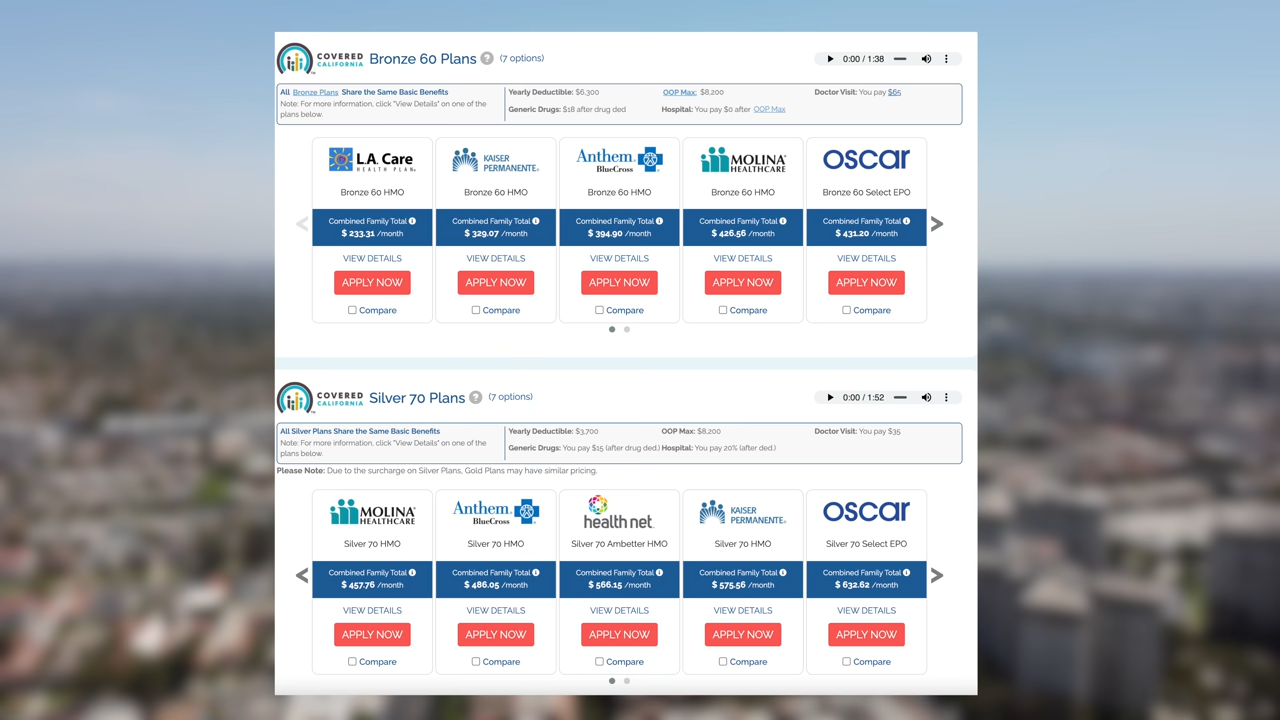 COVERED CALIFORNIA Bronze 60 Plans ? (7 options)
0:00 / 1:38
All Bronze Plans Share the Same Basic Benefits
Note: For more information, click "View Details" on one of the
plans below.
Yearly Deductible: $6,300 OOP Max: $8,200 Doctor Visit: You pay $65
Generic Drugs: $18 after drug ded Hospital: You pay $0 after OOP Max
L.A. Care HEALTH PLAN KAISER PERMANENTE Anthem BlueCross MOLINA HEALTHCARE oscar
Bronze 60 HMO Bronze 60 HMO Bronze 60 HMO Bronze 60 HMO Bronze 60 Select EPO
Combined Family Total Combined Family Total Combined Family Total Combined Family Total Combined Family Total
$ 233.31 /month $ 329.07 /month $ 394.90 /month $ 426.56 /month $ 431.20 /month
VIEW DETAILS VIEW DETAILS VIEW DETAILS VIEW DETAILS VIEW DETAILS
APPLY NOW APPLY NOW APPLY NOW APPLY NOW APPLY NOW
Compare Compare Compare Compare Compare
COVERED CALIFORNIA Silver 70 Plans ? (7 options)
0:00 / 1:52
All Silver Plans Share the Same Basic Benefits
Note: For more information, click "View Details" on one of the
plans below.
Yearly Deductible: $3,700 OOP Max: $8,200 Doctor Visit: You pay $35
Generic Drugs: You pay $15 (after drug ded.) Hospital: You pay 20% (after ded.)
Please Note: Due to the surcharge on Silver Plans, Gold Plans may have similar pricing.
MOLINA HEALTHCARE Anthem BlueCross health net KAISER PERMANENTE oscar
Silver 70 HMO Silver 70 HMO Silver 70 Ambetter HMO Silver 70 HMO Silver 70 Select EPO
Combined Family Total Combined Family Total Combined Family Total Combined Family Total Combined Family Total
$ 457.76 /month $ 486.05 /month $ 566.15 /month $ 575.56 /month $ 632.62 /month
VIEW DETAILS VIEW DETAILS VIEW DETAILS VIEW DETAILS VIEW DETAILS
APPLY NOW APPLY NOW APPLY NOW APPLY NOW APPLY NOW
Compare Compare Compare Compare Compare